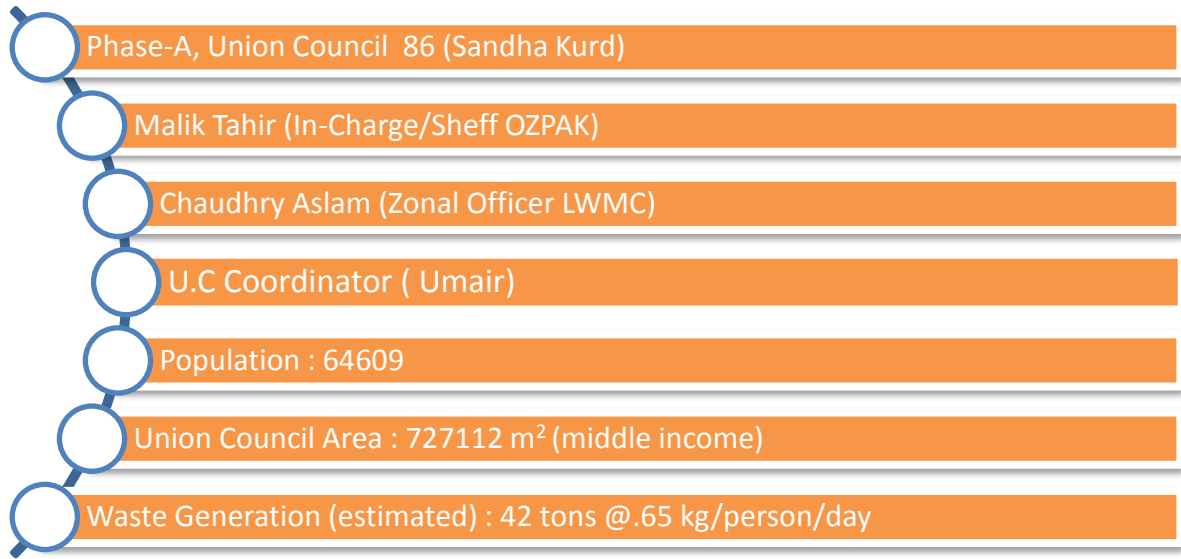 Phase-A, Union Council  86 (Sandha Kurd)
Malik Tahir (In-Charge/Sheff OZPAK)
Chaudhry Aslam (Zonal Officer LWMC)
U.C Coordinator ( Umair)
Population : 64609
Union Council Area : 727112 m² (middle income)
Waste Generation (estimated) : 42 tons @.65 kg/person/day